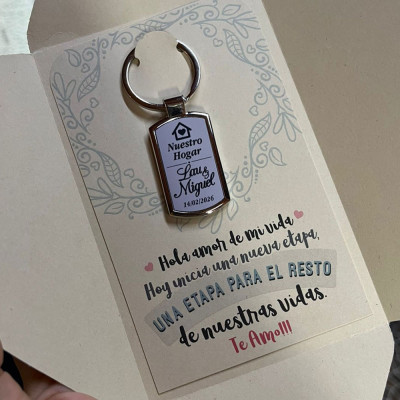 Nuestro
Hogar
Lau &
Miguel
14/02/2026
Hola amor de mi vida
Hoy inicia una nueva etapa,
UNA ETAPA PARA EL RESTO
de nuestras vidas.
Te Amo!!!